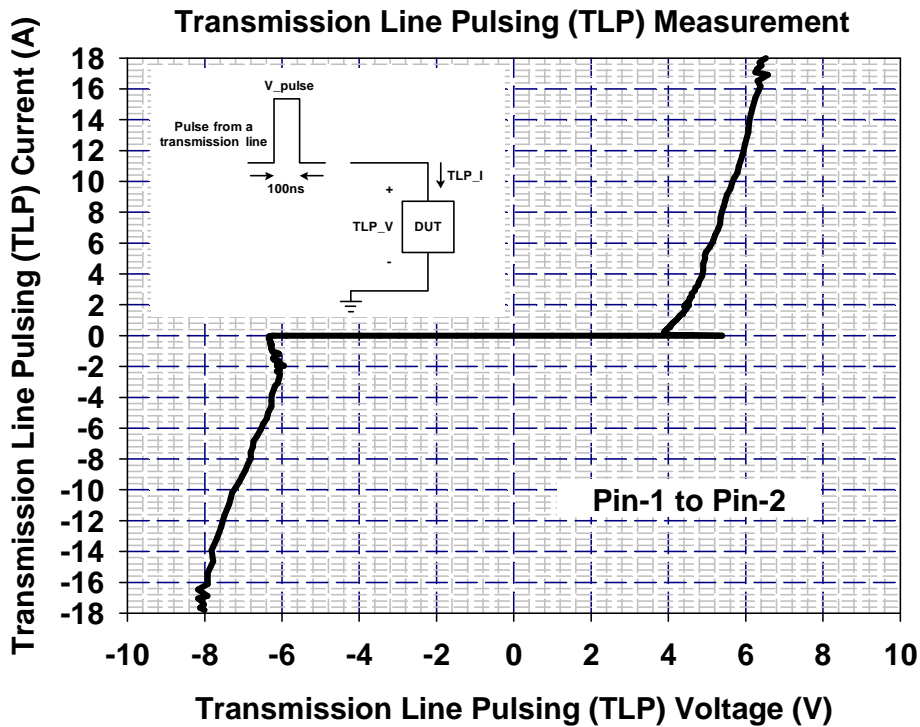 Transmission Line Pulsing (TLP) Measurement
Transmission Line Pulsing (TLP) Current (A)
18
16
14
12
10
8
6
4
2
0
-2
-4
-6
-8
-10
-12
-14
-16
-18
V_pulse
Pulse from a
transmission line
100ns
TLP_I
+
TLP_V
DUT
-
Pin-1 to Pin-2
-10 -8 -6 -4 -2 0 2 4 6 8 10
Transmission Line Pulsing (TLP) Voltage (V)